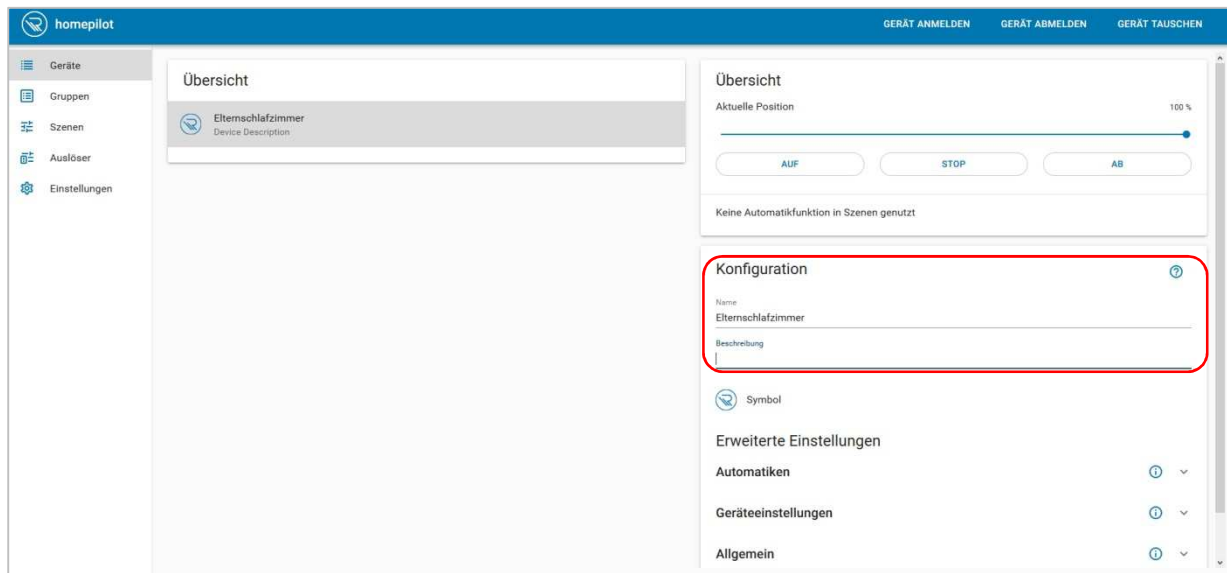 homepilot
GERÄT ANMELDEN GERÄT ABMELDEN GERÄT TAUSCHEN
Geräte
Gruppen
Szenen
Auslöser
Einstellungen
Übersicht
Elternschlafzimmer
Device Description
Übersicht
Aktuelle Position 100 %
AUF STOP AB
Keine Automatikfunktion in Szenen genutzt
Konfiguration
Name
Elternschlafzimmer
Beschreibung
Symbol
Erweiterte Einstellungen
Automatiken
Geräteeinstellungen
Allgemein